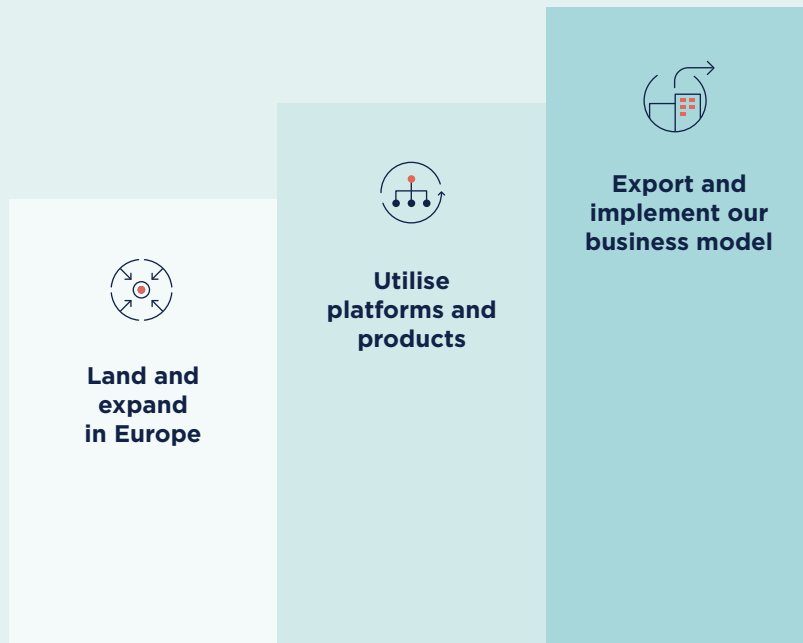 Land and
expand
in Europe
Utilise
platforms and
products
Export and
implement our
business model